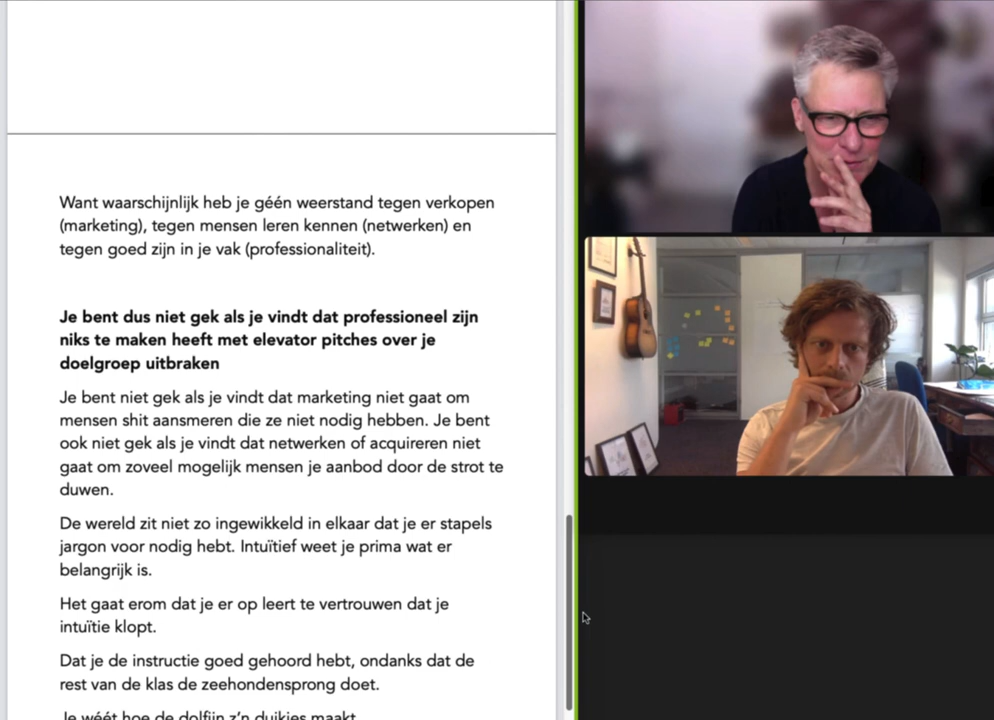 Want waarschijnlijk heb je géén weerstand tegen verkopen
(marketing), tegen mensen leren kennen (netwerken) en
tegen goed zijn in je vak (professionaliteit).
Je bent dus niet gek als je vindt dat professioneel zijn
niks te maken heeft met elevator pitches over je
doelgroep uitbraken
Je bent niet gek als je vindt dat marketing niet gaat om
mensen shit aansmeren die ze niet nodig hebben. Je bent
ook niet gek als je vindt dat netwerken of acquireren niet
gaat om zoveel mogelijk mensen je aanbod door de strot te
duwen.
De wereld zit niet zo ingewikkeld in elkaar dat je er stapels
jargon voor nodig hebt. Intuïtief weet je prima wat er
belangrijk is.
Het gaat erom dat je er op leert te vertrouwen dat je
intuïtie klopt.
Dat je de instructie goed gehoord hebt, ondanks dat de
rest van de klas de zeehondensprong doet.
Je wéét hoe de dolfijn z’n duikjes maakt.